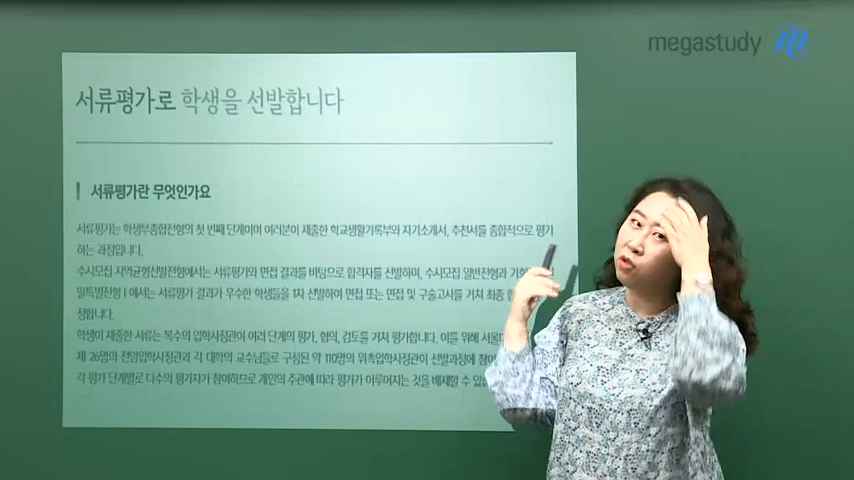 megastudy
서류평가로 학생을 선발합니다
서류평가란 무엇인가요
서류평가는 학생부종합전형의 첫 번째 단계이며 여러분이 제출한 학교생활기록부와 자기소개서, 추천서를 종합적으로 평가
하는 과정입니다.
수시모집 지역균형선발전형에서는 서류평가와 면접 결과를 바탕으로 합격자를 선발하며, 수시모집 일반전형과 기
별특별전형 I 에서는 서류평가 결과가 우수한 학생들을 1차 선발하여 면접 또는 면접 및 구술고사를 거쳐 최종
정합니다.
학생이 제출한 서류는 복수의 입학사정관이 여러 단계의 평가, 협의, 검토를 거쳐 평가합니다. 이를 위해 서울
재 26명의 전임입학사정관과 각 대학의 교수님들로 구성된 약 110명의 위촉입학사정관이 선발과정에 참여
각 평가 단계별로 다수의 평가자가 참여하므로 개인의 주관에 따라 평가가 이루어지는 것을 배제할 수 있